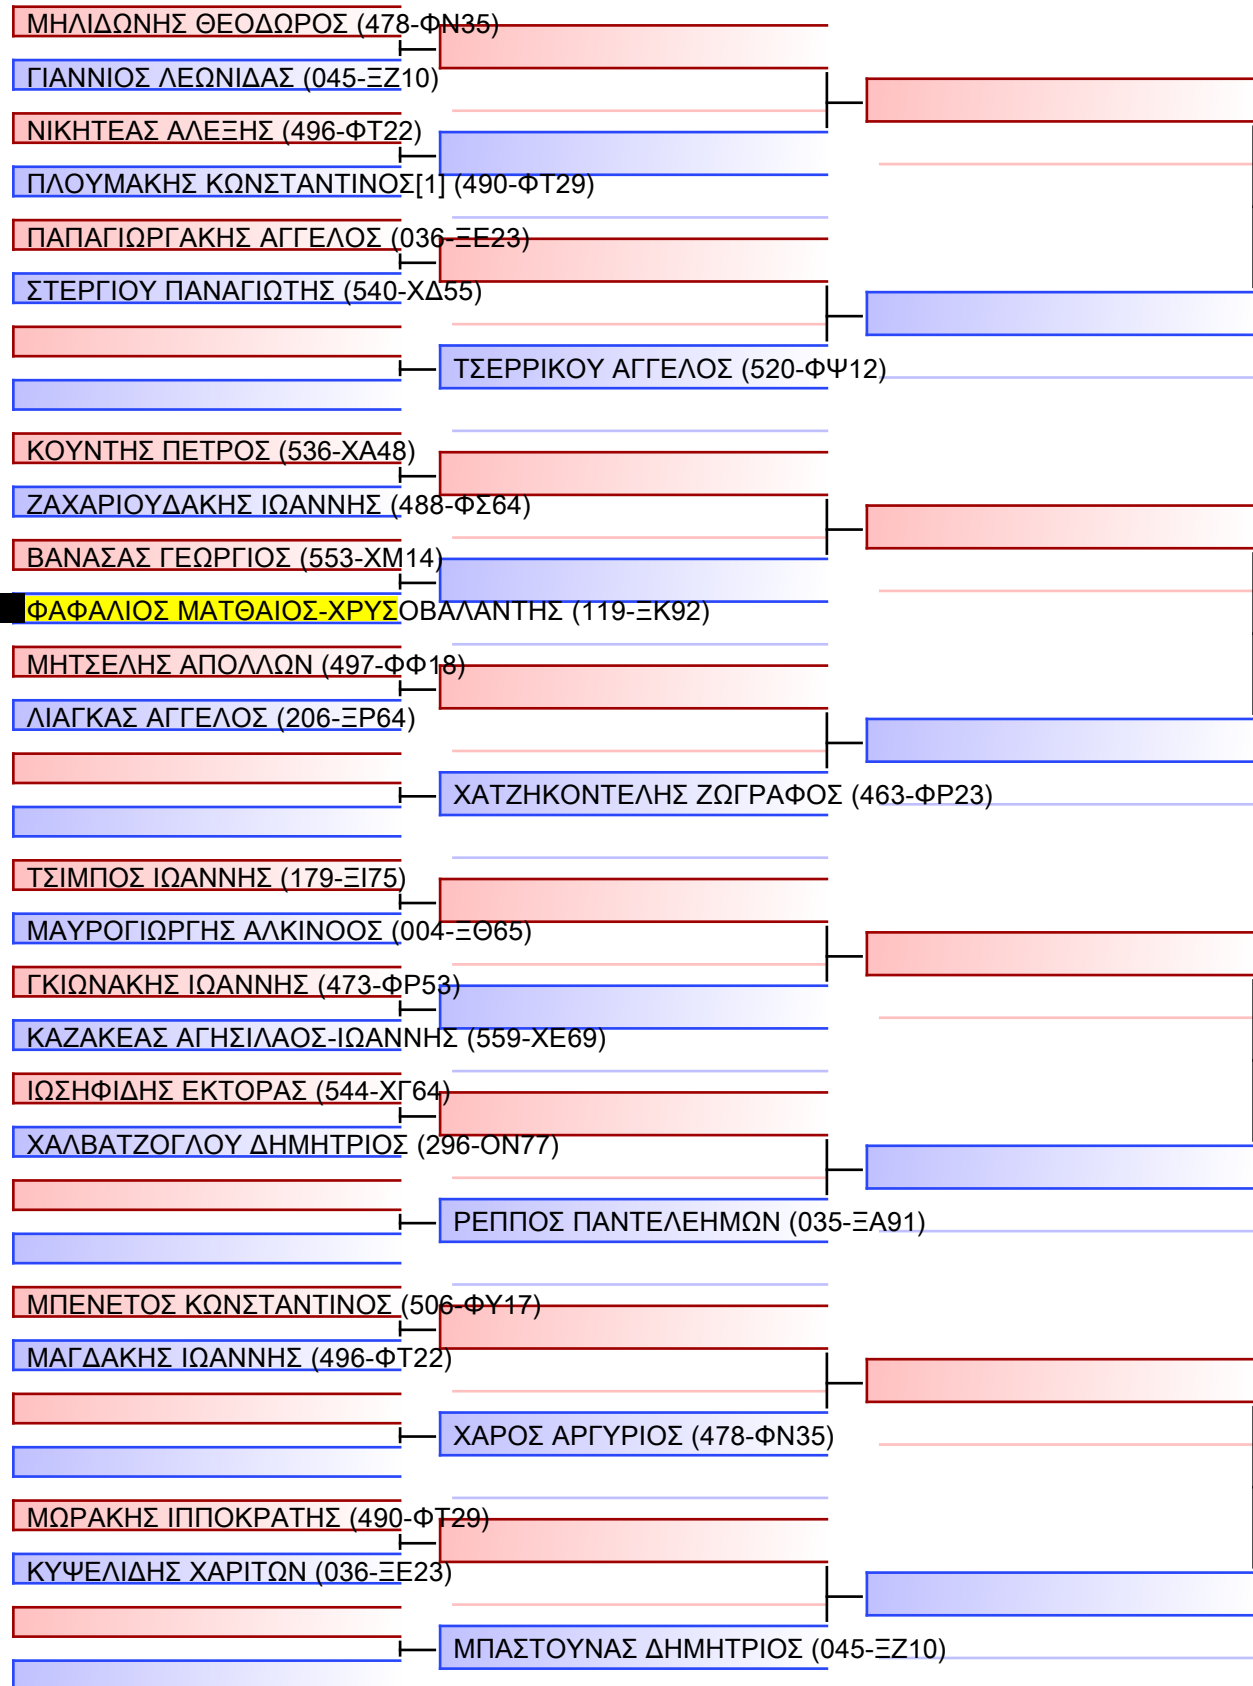 ΜΗΛΙΔΩΝΗΣ ΘΕΟΔΩΡΟΣ (478-ΦΝ35)
ΓΙΑΝΝΙΟΣ ΛΕΩΝΙΔΑΣ (045-ΞΖ10)
ΝΙΚΗΤΕΑΣ ΑΛΕΞΗΣ (496-ΦΤ22)
ΠΛΟΥΜΑΚΗΣ ΚΩΝΣΤΑΝΤΙΝΟΣ[1] (490-ΦΤ29)
ΠΑΠΑΓΙΩΡΓΑΚΗΣ ΑΓΓΕΛΟΣ (036-ΞΕ23)
ΣΤΕΡΓΙΟΥ ΠΑΝΑΓΙΩΤΗΣ (540-ΧΔ55)
ΤΣΕΡΡΙΚΟΥ ΑΓΓΕΛΟΣ (520-ΦΨ12)
ΚΟΥΝΤΗΣ ΠΕΤΡΟΣ (536-ΧΑ48)
ΖΑΧΑΡΙΟΥΔΑΚΗΣ ΙΩΑΝΝΗΣ (488-ΦΣ64)
ΒΑΝΑΣΑΣ ΓΕΩΡΓΙΟΣ (553-ΧΜ14)
ΦΑΦΑΛΙΟΣ ΜΑΤΘΑΙΟΣ-ΧΡΥΣΟΒΑΛΑΝΤΗΣ (119-ΞΚ92)
ΜΗΤΣΕΛΗΣ ΑΠΟΛΛΩΝ (497-ΦΦ18)
ΛΙΑΓΚΑΣ ΑΓΓΕΛΟΣ (206-ΞΡ64)
ΧΑΤΖΗΚΟΝΤΕΛΗΣ ΖΩΓΡΑΦΟΣ (463-ΦΡ23)
ΤΣΙΜΠΟΣ ΙΩΑΝΝΗΣ (179-ΞΙ75)
ΜΑΥΡΟΓΙΩΡΓΗΣ ΑΛΚΙΝΟΟΣ (004-ΞΘ65)
ΓΚΙΩΝΑΚΗΣ ΙΩΑΝΝΗΣ (473-ΦΡ53)
ΚΑΖΑΚΕΑΣ ΑΓΗΣΙΛΑΟΣ-ΙΩΑΝΝΗΣ (559-ΧΕ69)
ΙΩΣΗΦΙΔΗΣ ΕΚΤΟΡΑΣ (544-ΧΓ64)
ΧΑΛΒΑΤΖΟΓΛΟΥ ΔΗΜΗΤΡΙΟΣ (296-ΟΝ77)
ΡΕΠΠΟΣ ΠΑΝΤΕΛΕΗΜΩΝ (035-ΞΑ91)
ΜΠΕΝΕΤΟΣ ΚΩΝΣΤΑΝΤΙΝΟΣ (506-ΦΥ17)
ΜΑΓΔΑΚΗΣ ΙΩΑΝΝΗΣ (496-ΦΤ22)
ΧΑΡΟΣ ΑΡΓΥΡΙΟΣ (478-ΦΝ35)
ΜΩΡΑΚΗΣ ΙΠΠΟΚΡΑΤΗΣ (490-ΦΤ29)
ΚΥΨΕΛΙΔΗΣ ΧΑΡΙΤΩΝ (036-ΞΕ23)
ΜΠΑΣΤΟΥΝΑΣ ΔΗΜΗΤΡΙΟΣ (045-ΞΖ10)